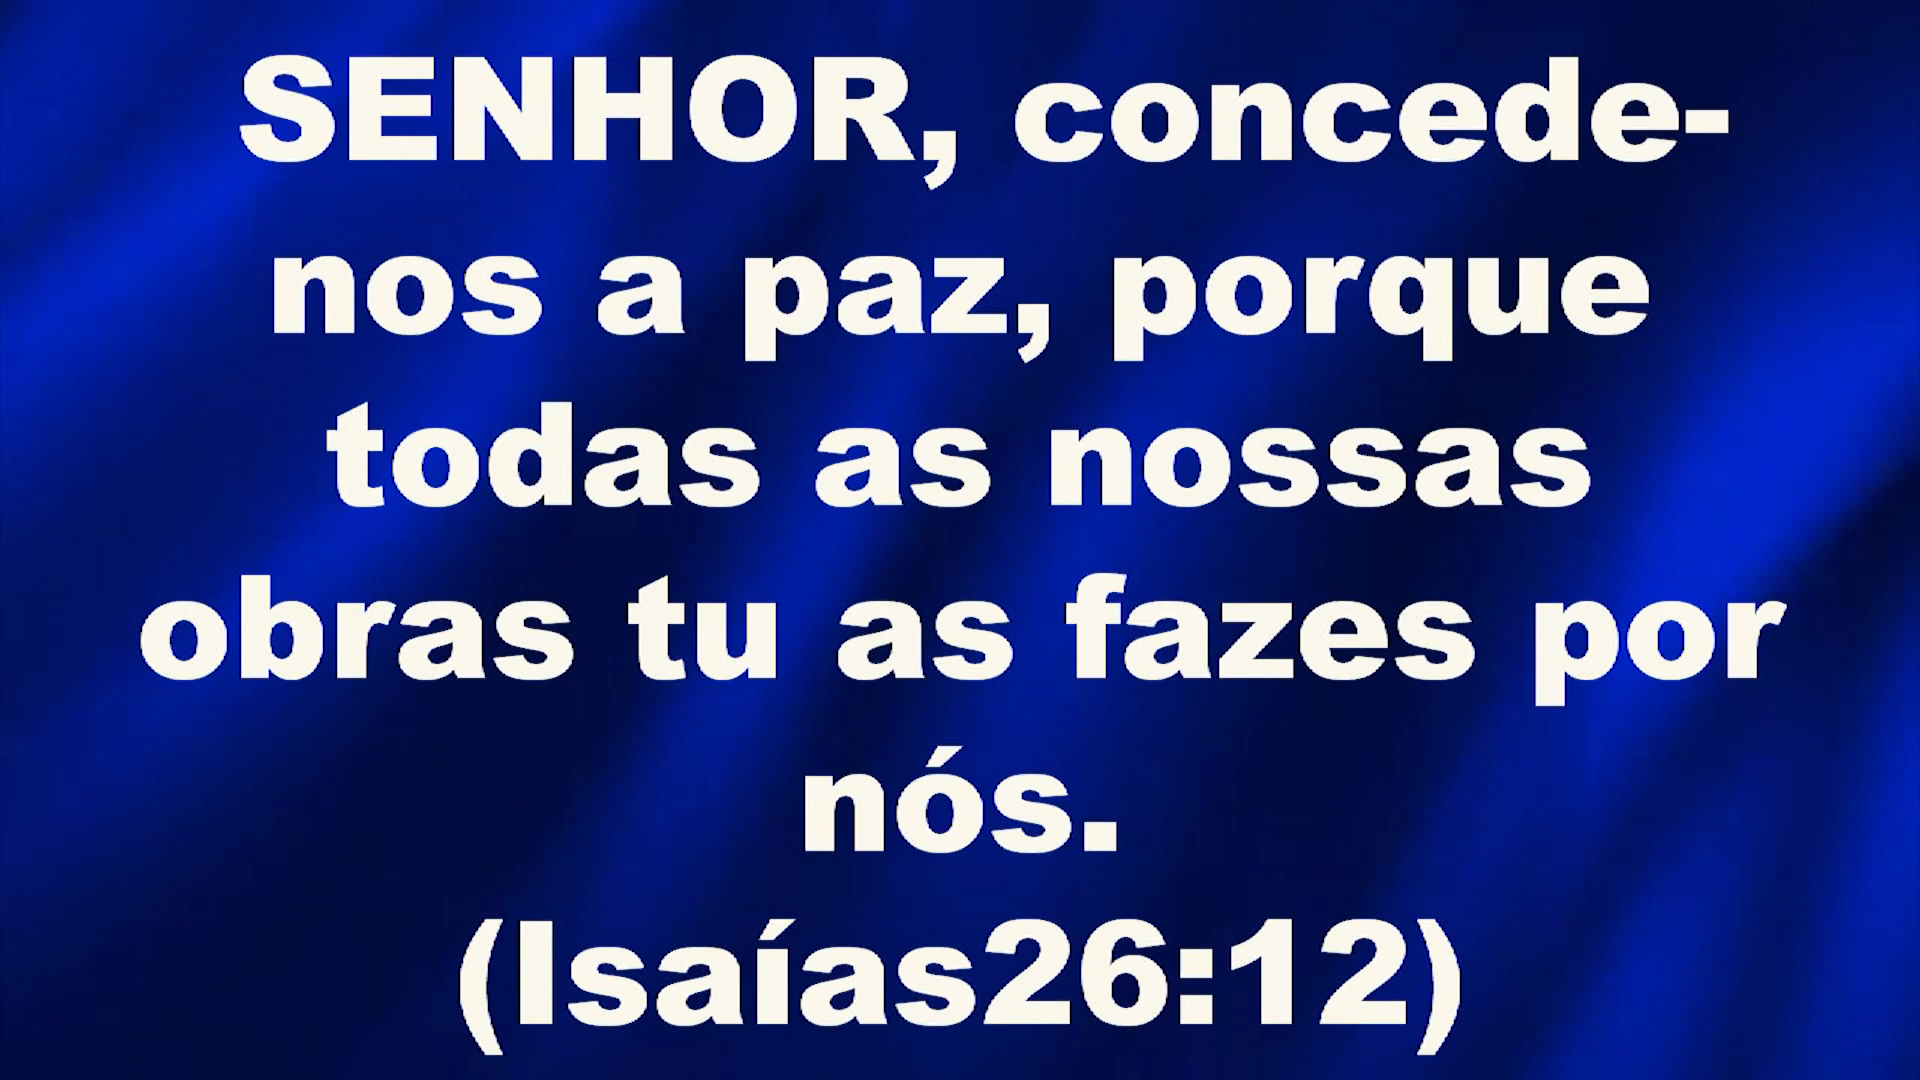 SENHOR, concede-
nos a paz, porque
todas as nossas
obras tu as fazes por
nós.
(Isaías26:12)